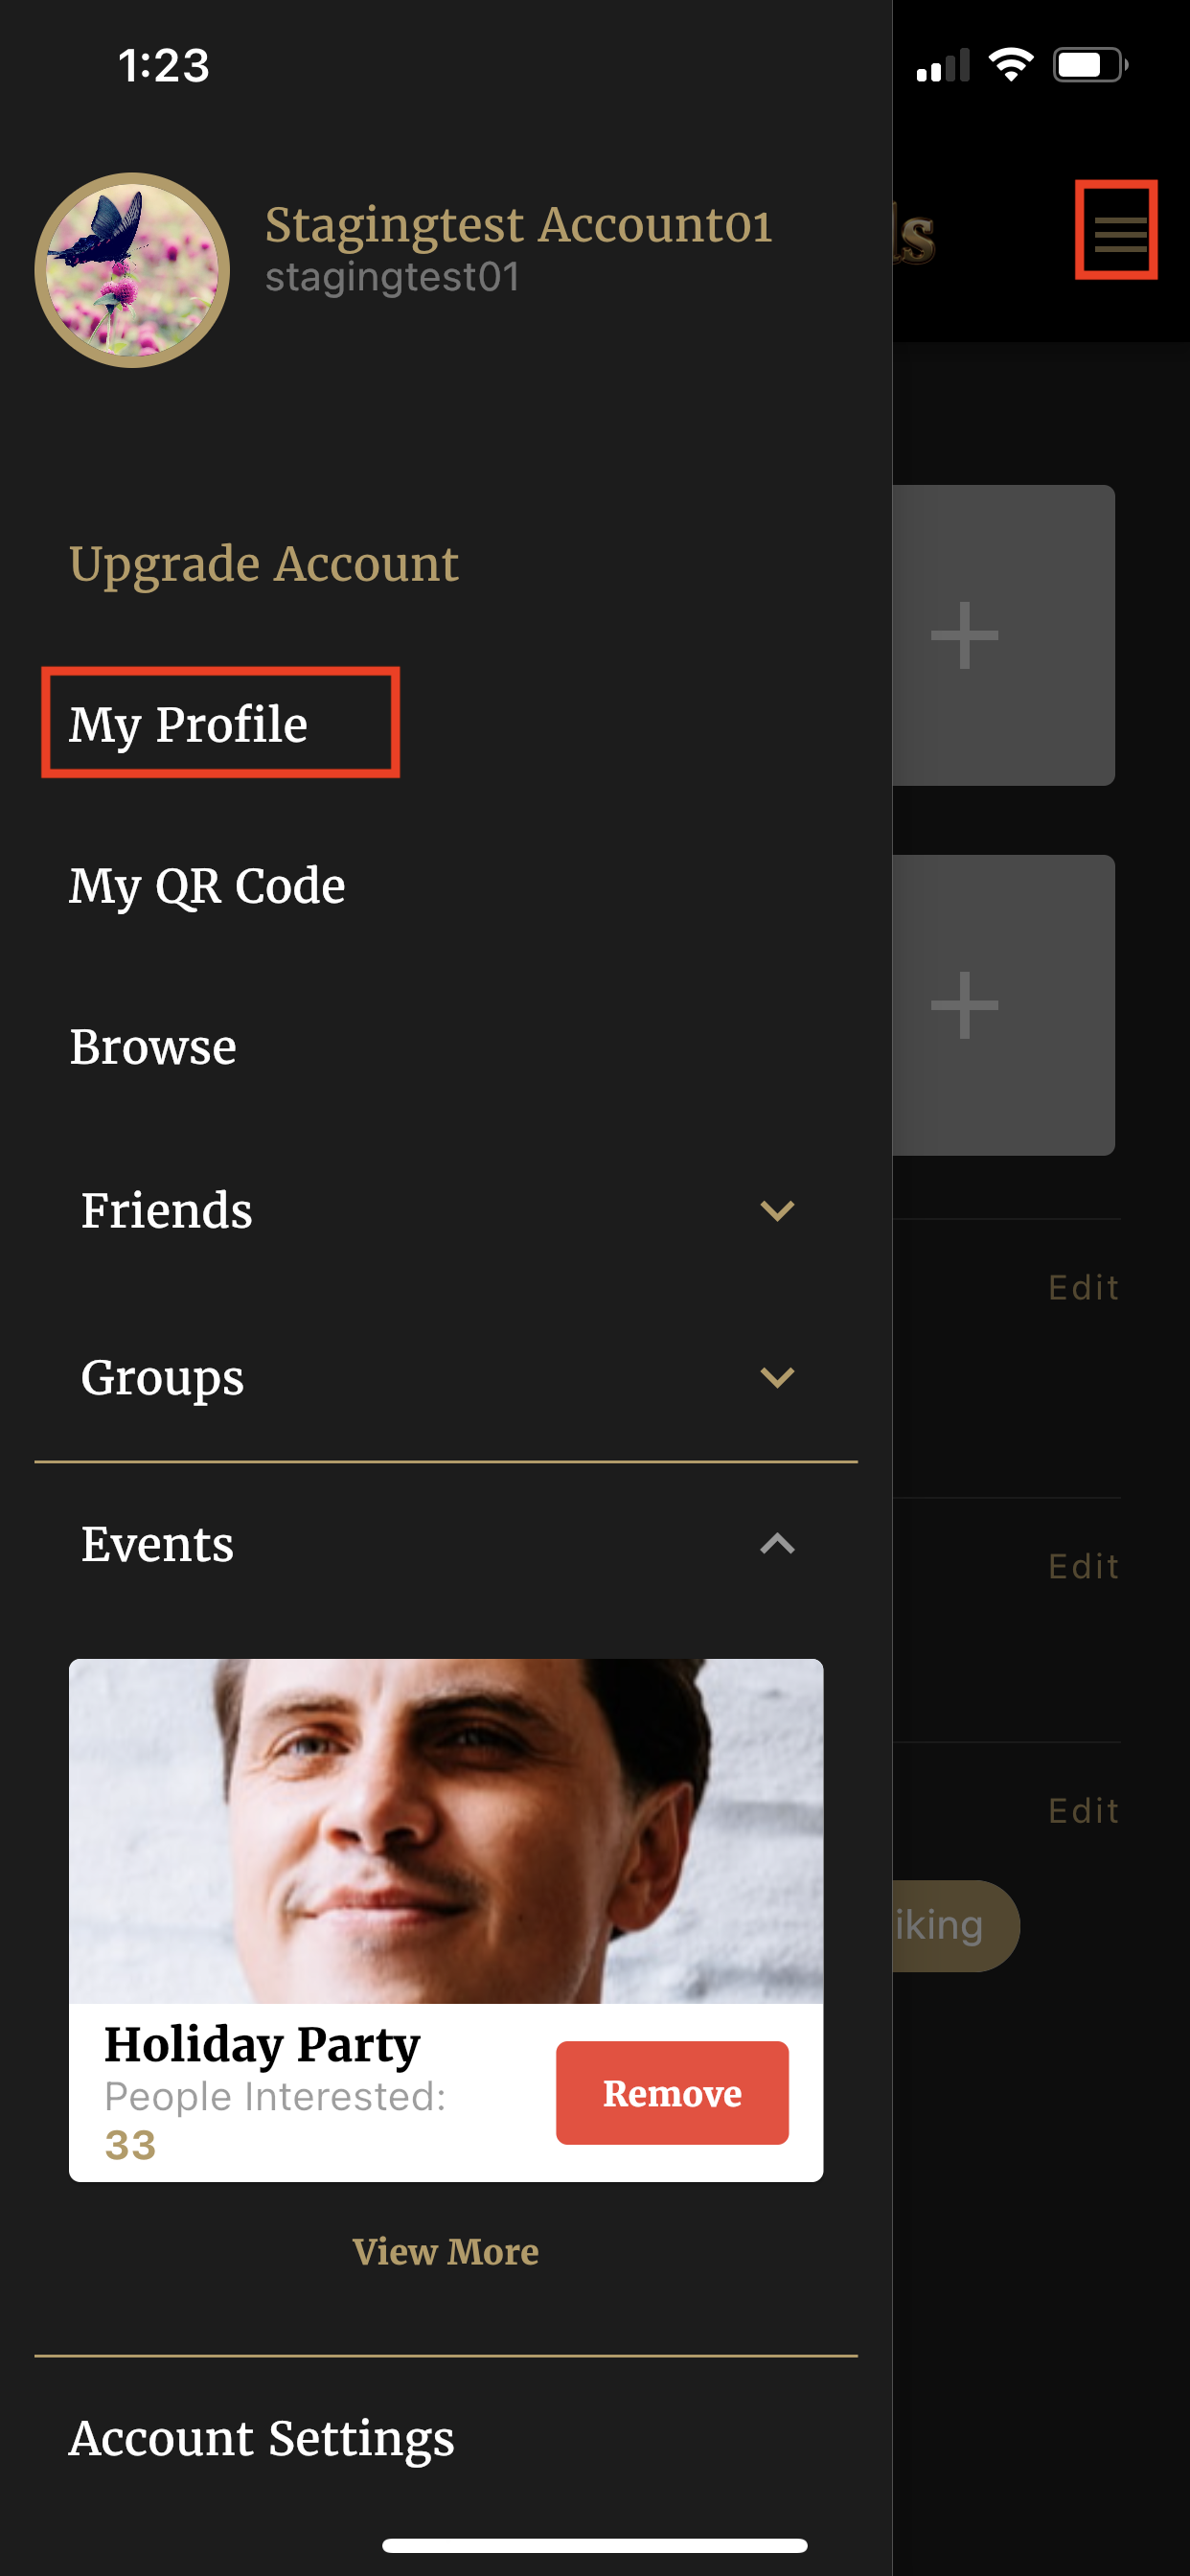 1:23
Stagingtest Account01
stagingtest01
Upgrade Account
My Profile
My QR Code
Browse
Friends
Groups
Edit
Events
Edit
Edit
iking
Holiday Party
People Interested:
33
Remove
View More
Account Settings